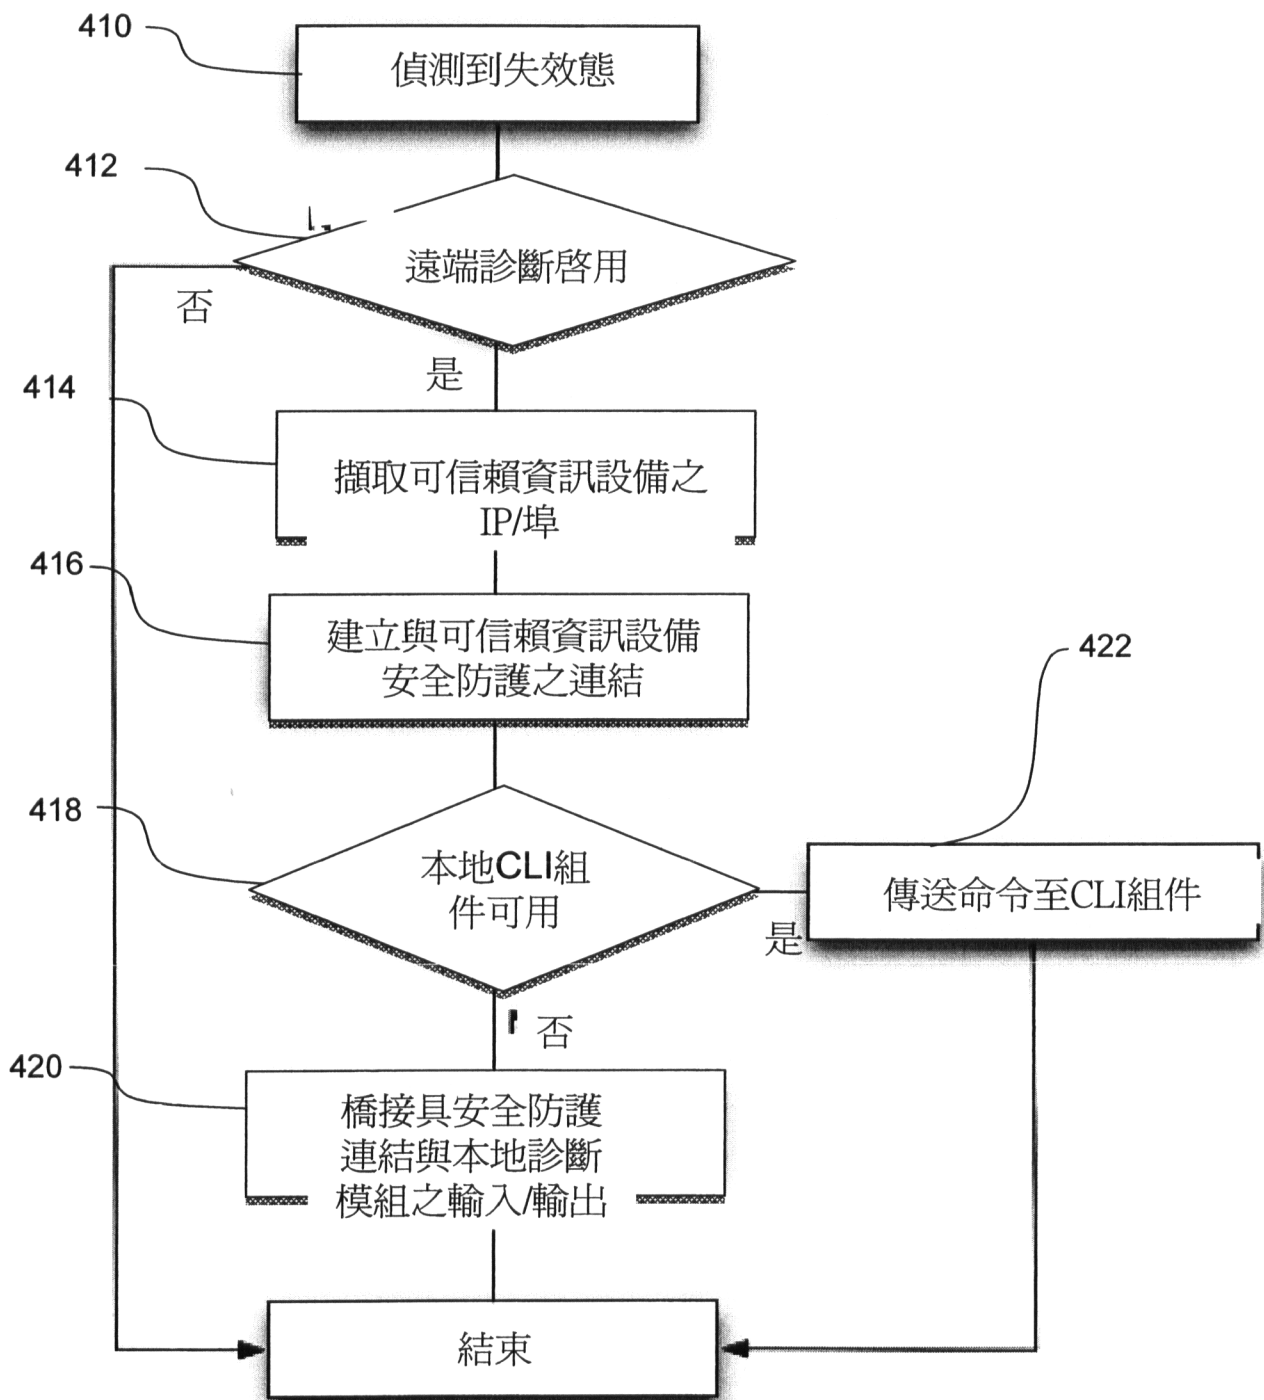 410
偵測到失效態
412
遠端診斷啓用
否
是
414
擷取可信賴資訊設備之
IP/埠
416
建立與可信賴資訊設備
安全防護之連結
422
418
本地CLI組
件可用
傳送命令至CLI組件
是
否
420
橋接具安全防護
連結與本地診斷
模組之輸入/輸出
結束